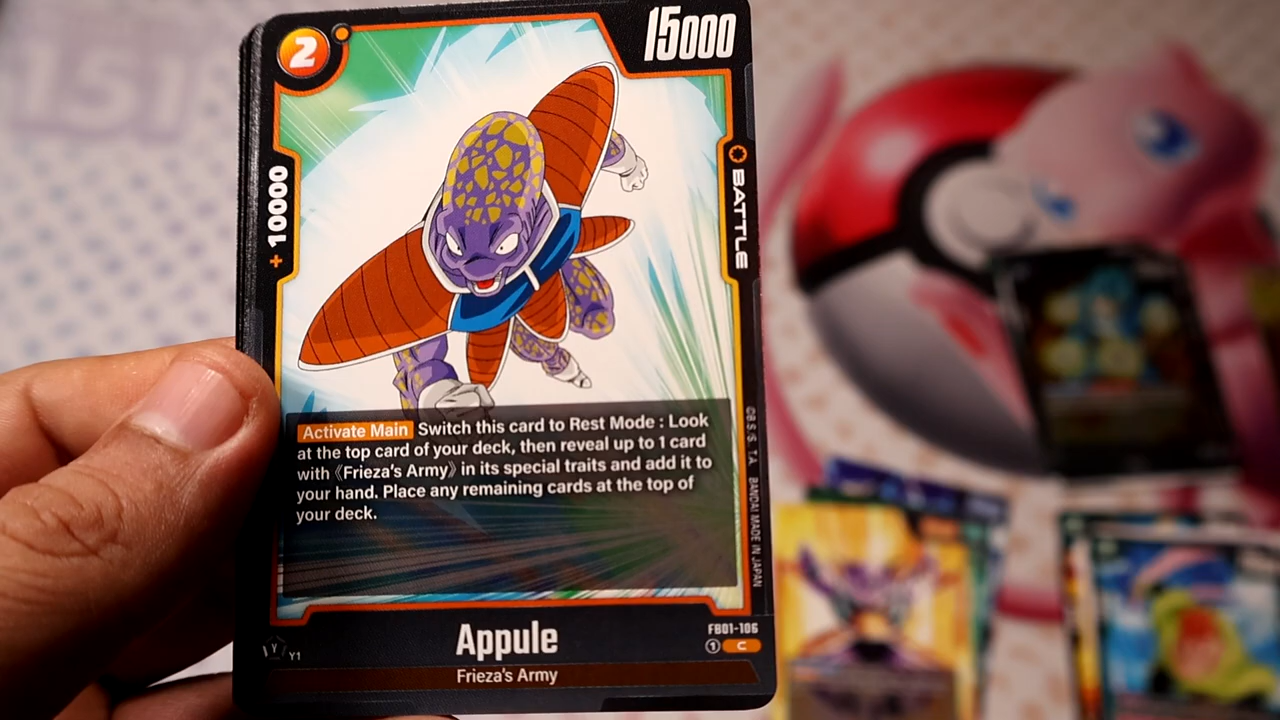 2
15000
+ 10000
BATTLE
Activate Main Switch this card to Rest Mode : Look
at the top card of your deck, then reveal up to 1 card
with《Frieza's Army》in its special traits and add it to
your hand. Place any remaining cards at the top of
your deck.
©B.S./S. T.A. BANDAI MADE IN JAPAN
Appule
FB01-106
Y Y1
1 C
Frieza's Army
151